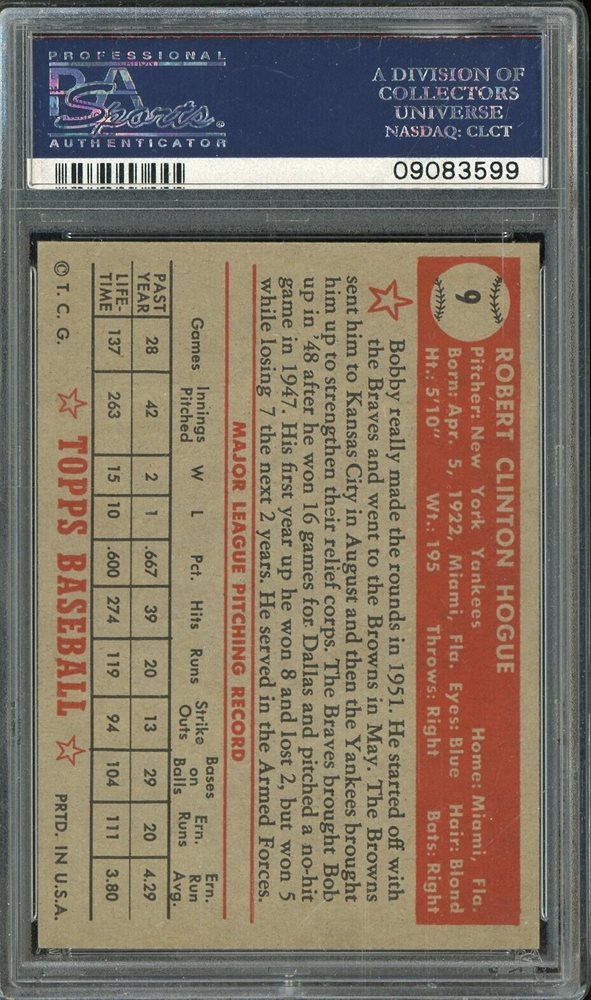 PROFESSIONAL
PSA
Sports
AUTHENTICATOR
A DIVISION OF
COLLECTORS
UNIVERSE
NASDAQ: CLCT
09083599
9
ROBERT CLINTON HOGUE
Pitcher: New York Yankees Home: Miami, Fla.
Born: Apr. 5, 1922, Miami, Fla. Eyes: Blue Hair: Blond
Ht.: 5'10" Wt.: 195 Throws: Right Bats: Right
Bobby really made the rounds in 1951. He started off with
the Braves and went to the Browns in May. The Browns
sent him to Kansas City in August and then the Yankees brought
him up to strengthen their relief corps. The Braves brought Bob
up in '48 after he won 16 games for Dallas and pitched a no-hit
game in 1947. His first year up he won 8 and lost 2, but won 5
while losing 7 the next 2 years. He served in the Armed Forces.
MAJOR LEAGUE PITCHING RECORD
Games Innings Pitched W L Pct. Hits Runs Strike Outs Bases on Balls Ern. Runs Ern. Run Avg.
PAST YEAR 28 42 2 1 .667 39 20 13 29 20 4.29
LIFE-TIME 137 263 15 10 .600 274 119 94 104 111 3.80
© T. C. G. TOPPS BASEBALL PRTD. IN U.S.A.